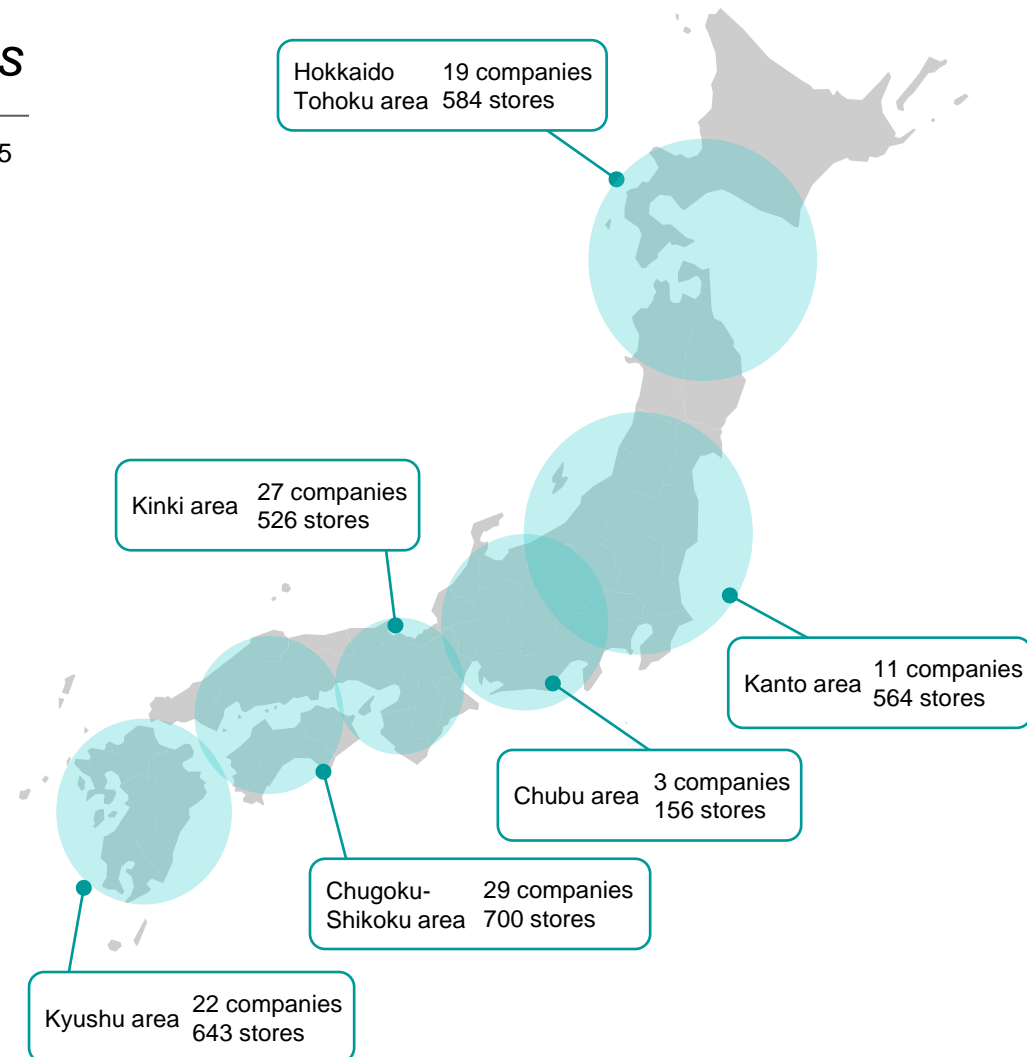 s
5
Hokkaido 19 companies
Tohoku area 584 stores
Kinki area 27 companies
526 stores
Kanto area 11 companies
564 stores
Chubu area 3 companies
156 stores
Chugoku- 29 companies
Shikoku area 700 stores
Kyushu area 22 companies
643 stores